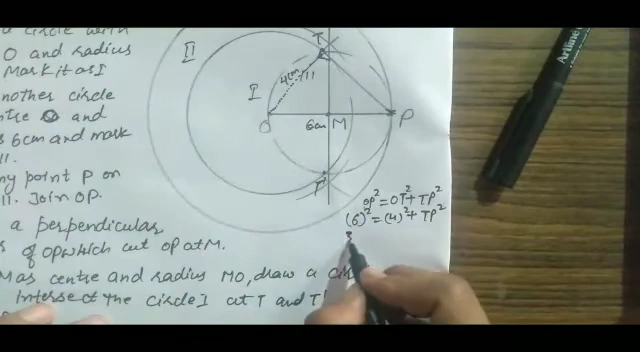 a circle with
O and radius
Mark it as I
nother circle
ntre O and
s 6cm and mark
II.
ny point P on
II. Join OP.
a perpendicular
of OP which cut OP at M.
M as centre and radius MO, draw a
Intersect the circle I at T and T'
II
I
T
4cm
O
6cm
M
P
T'
OP² = OT² + TP²
(6)² = (4)² + TP²
Artline